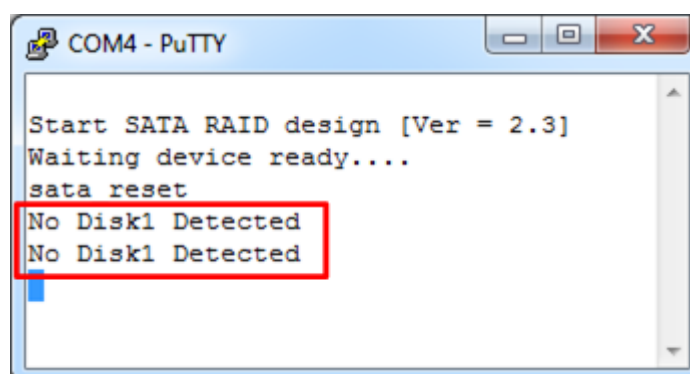 COM4 - PuTTY
Start SATA RAID design [Ver = 2.3]
Waiting device ready....
sata reset
No Disk1 Detected
No Disk1 Detected